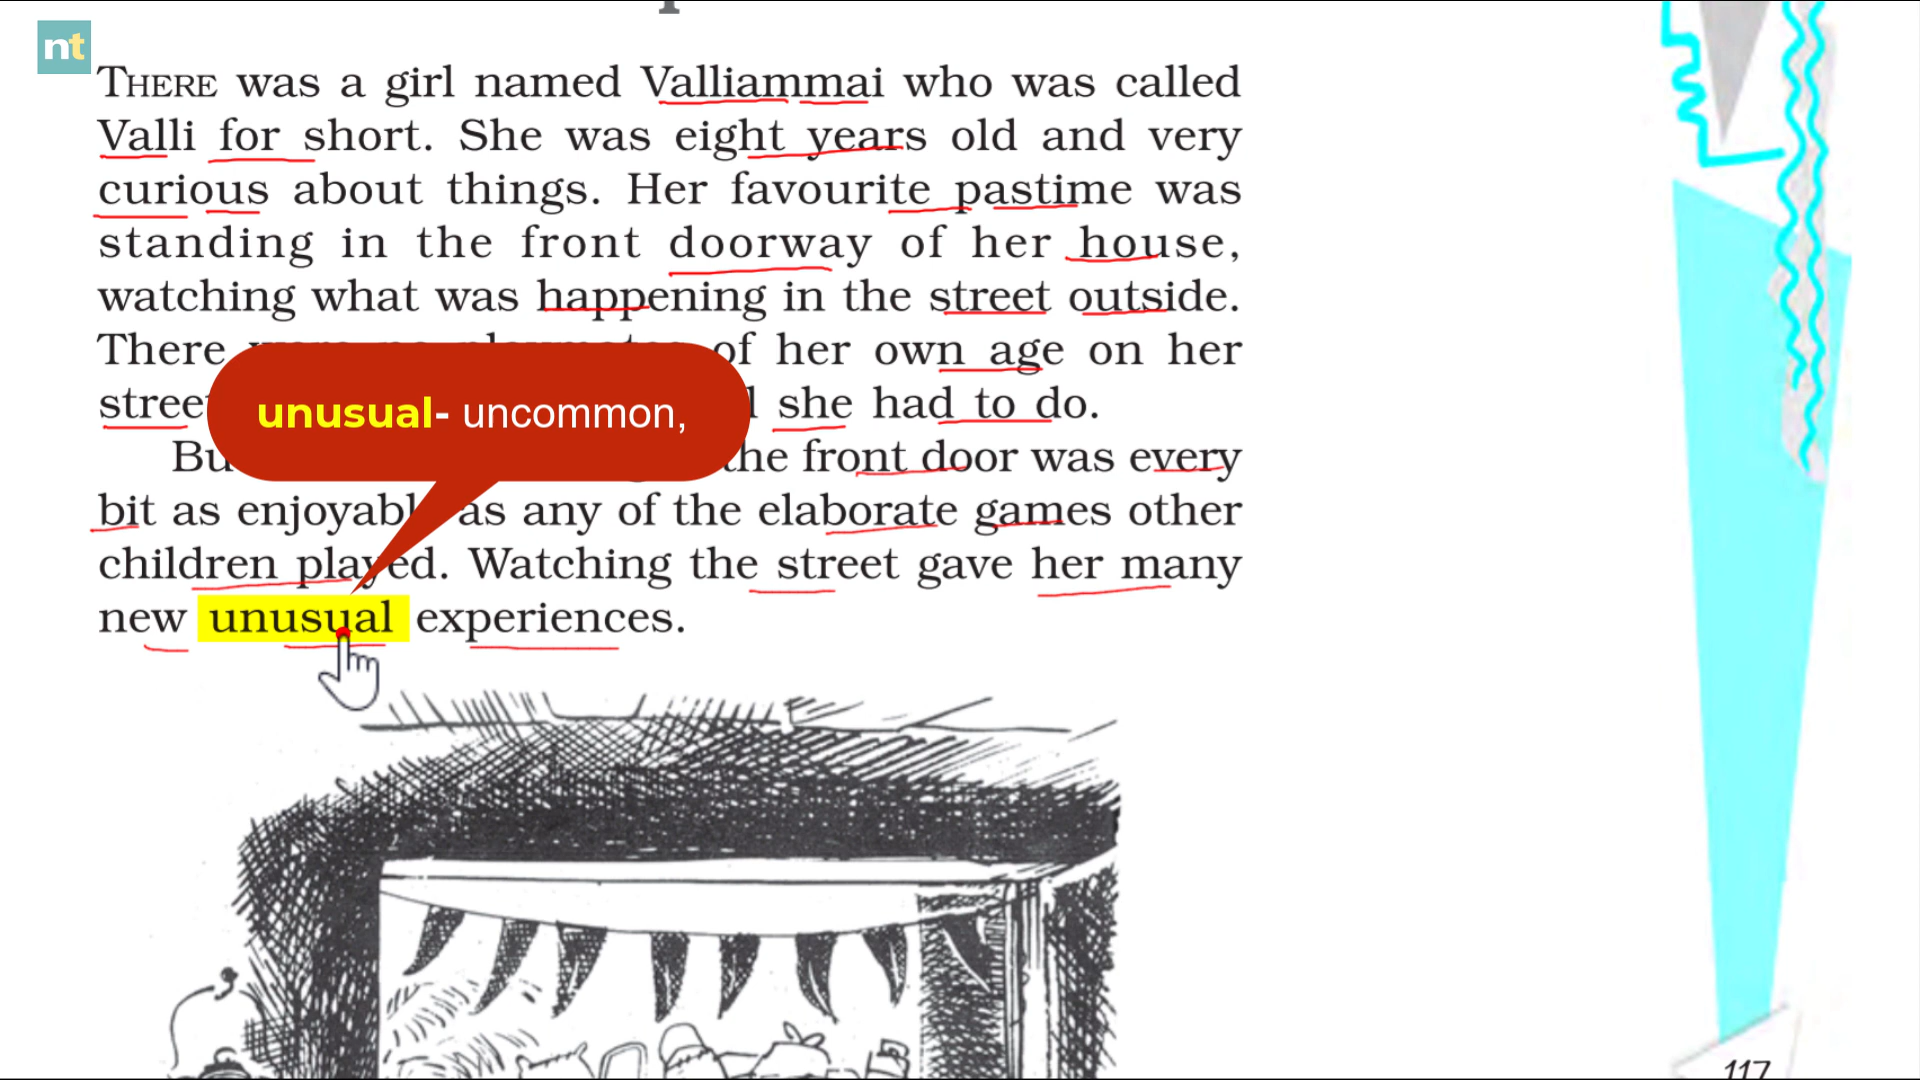 nt
THERE was a girl named Valliammai who was called
Valli for short. She was eight years old and very
curious about things. Her favourite pastime was
standing in the front doorway of her house,
watching what was happening in the street outside.
There of her own age on her
she had to do.
unusual- uncommon,
the front door was every
bit as enjoyable as any of the elaborate games other
children played. Watching the street gave her many
new unusual experiences.
117